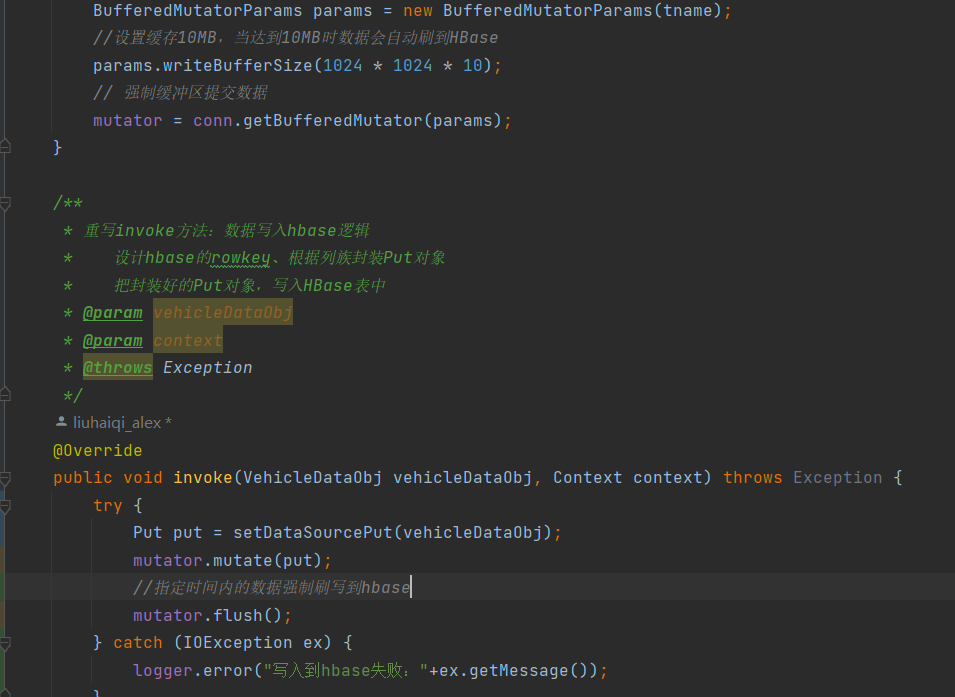 BufferedMutatorParams params = new BufferedMutatorParams(tname);
//设置缓存10MB，当达到10MB时数据会自动刷到HBase
params.writeBufferSize(1024 * 1024 * 10);
// 强制缓冲区提交数据
mutator = conn.getBufferedMutator(params);
}
/**
* 重写invoke方法：数据写入hbase逻辑
* 设计hbase的rowkey、根据列族封装Put对象
* 把封装好的Put对象，写入HBase表中
* @param vehicleDataObj
* @param context
* @throws Exception
*/
liuhaiqi_alex *
@Override
public void invoke(VehicleDataObj vehicleDataObj, Context context) throws Exception {
try {
Put put = setDataSourcePut(vehicleDataObj);
mutator.mutate(put);
//指定时间内的数据强制刷写到hbase
mutator.flush();
} catch (IOException ex) {
logger.error("写入到hbase失败："+ex.getMessage());
}